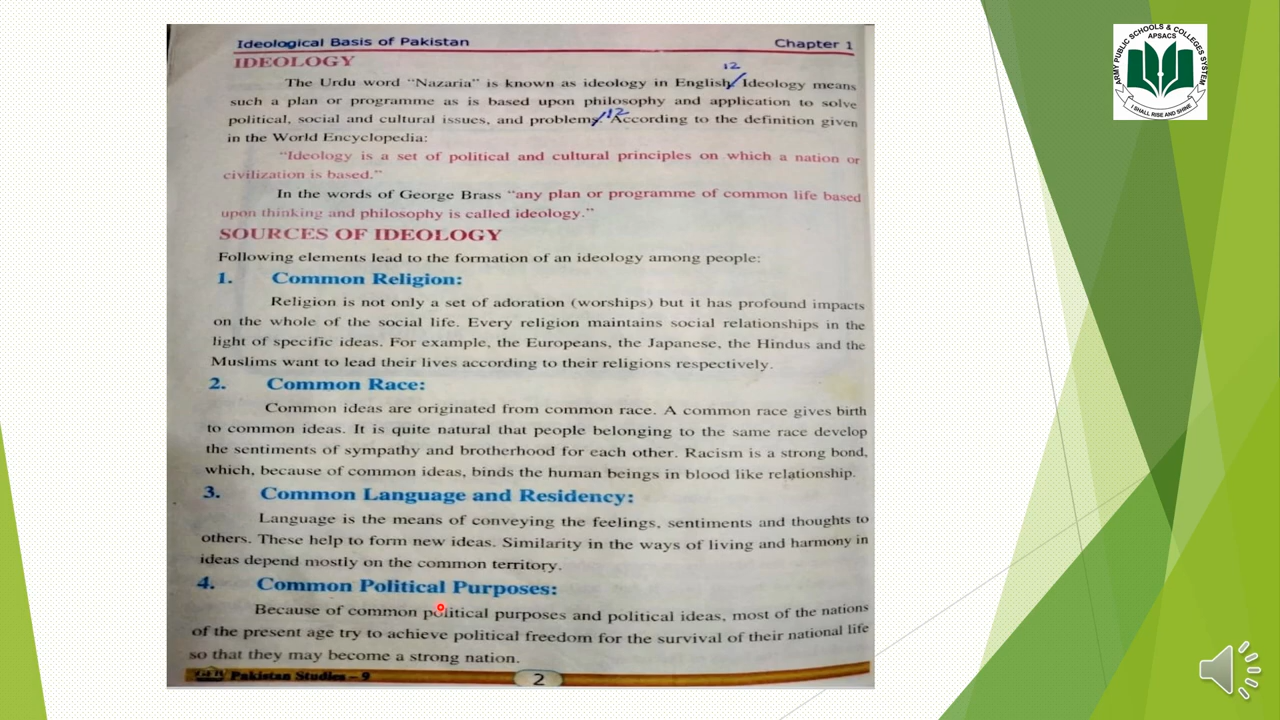 Ideological Basis of Pakistan Chapter 1
IDEOLOGY
12
The Urdu word “Nazaria” is known as ideology in English. Ideology means
such a plan or programme as is based upon philosophy and application to solve
political, social and cultural issues, and problems. 12 According to the definition given
in the World Encyclopedia:
“Ideology is a set of political and cultural principles on which a nation or
civilization is based.”
In the words of George Brass “any plan or programme of common life based
upon thinking and philosophy is called ideology.”
SOURCES OF IDEOLOGY
Following elements lead to the formation of an ideology among people:
1. Common Religion:
Religion is not only a set of adoration (worships) but it has profound impacts
on the whole of the social life. Every religion maintains social relationships in the
light of specific ideas. For example, the Europeans, the Japanese, the Hindus and the
Muslims want to lead their lives according to their religions respectively.
2. Common Race:
Common ideas are originated from common race. A common race gives birth
to common ideas. It is quite natural that people belonging to the same race develop
the sentiments of sympathy and brotherhood for each other. Racism is a strong bond,
which, because of common ideas, binds the human beings in blood like relationship.
3. Common Language and Residency:
Language is the means of conveying the feelings, sentiments and thoughts to
others. These help to form new ideas. Similarity in the ways of living and harmony in
ideas depend mostly on the common territory.
4. Common Political Purposes:
Because of common political purposes and political ideas, most of the nations
of the present age try to achieve political freedom for the survival of their national life
so that they may become a strong nation.
Pakistan Studies – 9 2
ARMY PUBLIC SCHOOLS & COLLEGES SYSTEM
APSACS
I SHALL RISE AND SHINE